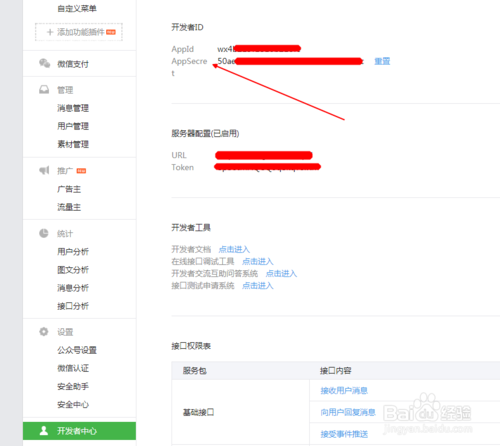 自定义菜单
添加功能插件
微信支付
管理
消息管理
用户管理
素材管理
推广
广告主
流量主
统计
用户分析
图文分析
消息分析
接口分析
设置
公众号设置
微信认证
安全助手
安全中心
开发者中心
开发者ID
AppId wx4
AppSecre 50ae 重置
t
服务器配置(已启用)
URL
Token
开发者工具
开发者文档 点击进入
在线接口调试工具 点击进入
开发者交流互助问答系统 点击进入
接口测试申请系统 点击进入
接口权限表
服务包 接口内容
基础接口
接收用户消息
向用户回复消息
接受事件推送
Baidu经验
jingyan.baidu.com